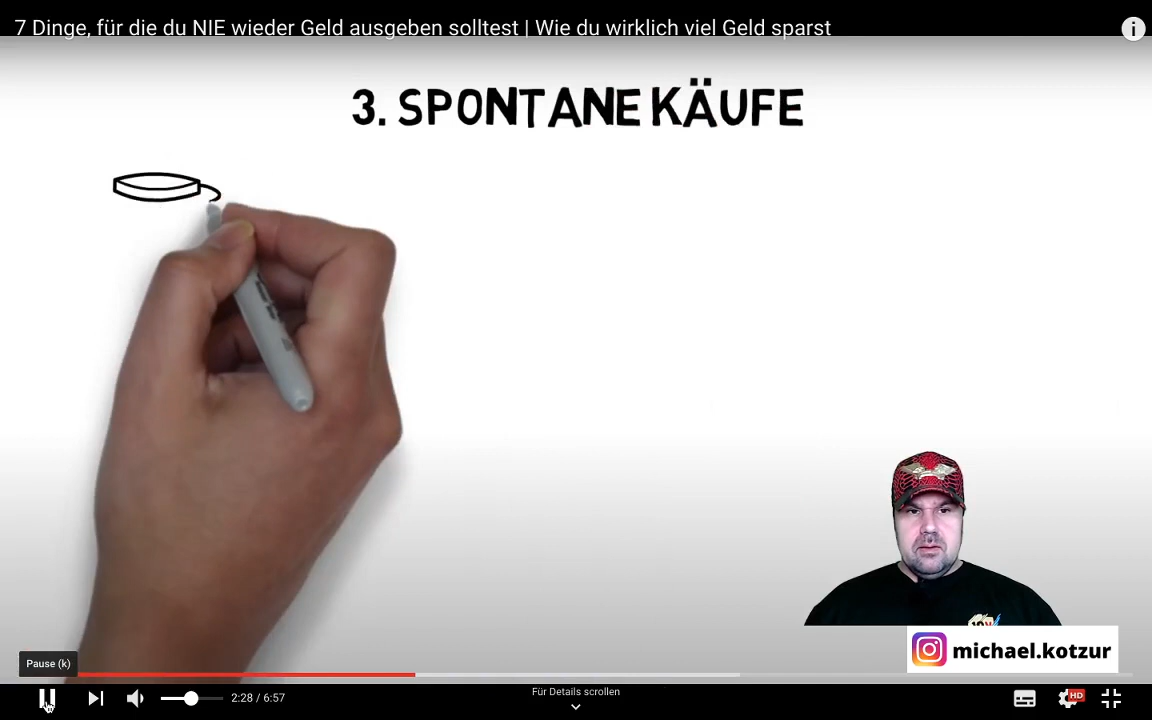 7 Dinge, für die du NIE wieder Geld ausgeben solltest | Wie du wirklich viel Geld sparst
3. SPONTANE KÄUFE
michael.kotzur
Pause (k)
2:28 / 6:57
Für Details scrollen
HD